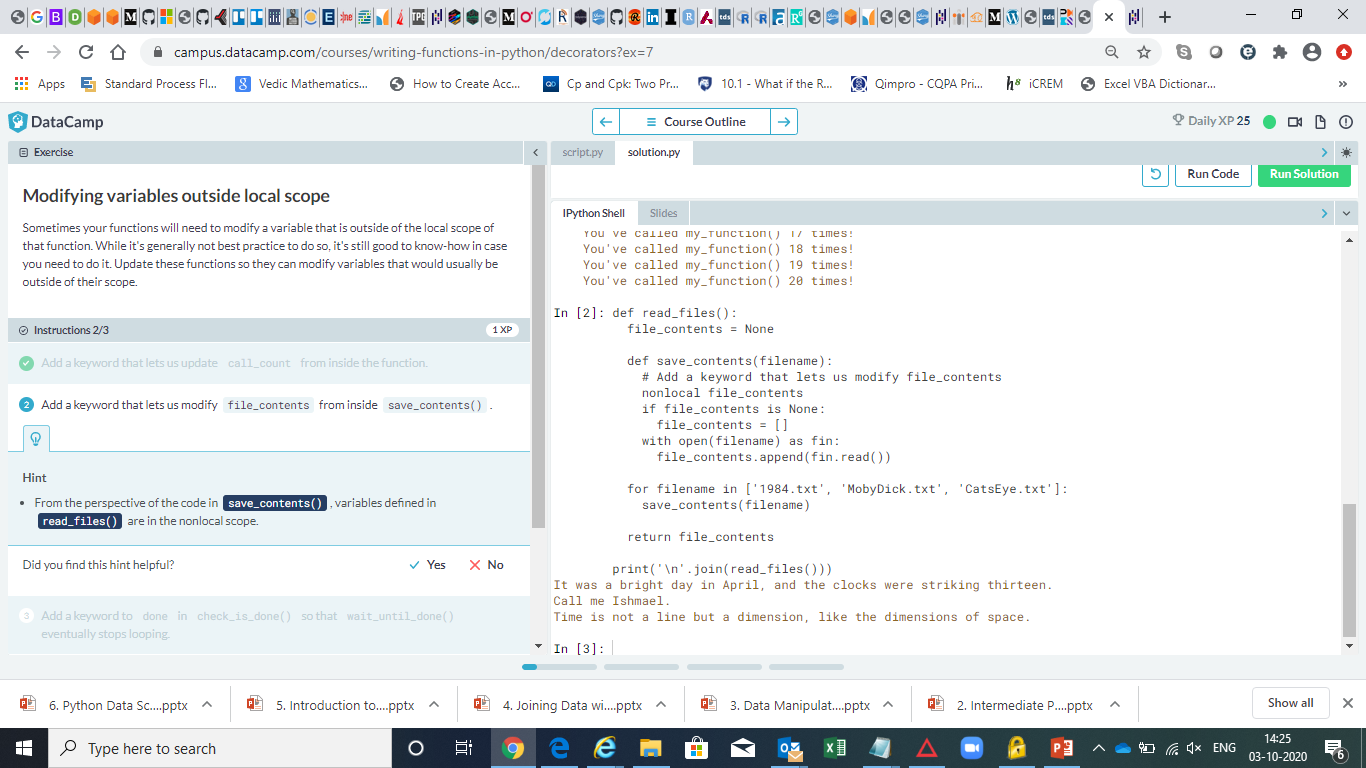 campus.datacamp.com/courses/writing-functions-in-python/decorators?ex=7
Apps
Standard Process Fl...
Vedic Mathematics...
How to Create Acc...
Cp and Cpk: Two Pr...
10.1 - What if the R...
Qimpro - CQPA Pri...
iCREM
Excel VBA Dictionar...
DataCamp
Course Outline
Daily XP 25
Exercise
Modifying variables outside local scope
Sometimes your functions will need to modify a variable that is outside of the local scope of
that function. While it's generally not best practice to do so, it's still good to know-how in case
you need to do it. Update these functions so they can modify variables that would usually be
outside of their scope.
Instructions 2/3
1 XP
Add a keyword that lets us update call_count from inside the function.
2 Add a keyword that lets us modify file_contents from inside save_contents() .
Hint
• From the perspective of the code in save_contents() , variables defined in
read_files() are in the nonlocal scope.
Did you find this hint helpful?
Yes
No
3 Add a keyword to done in check_is_done() so that wait_until_done()
eventually stops looping.
script.py
solution.py
Run Code
Run Solution
IPython Shell
Slides
You've called my_function() 17 times!
You've called my_function() 18 times!
You've called my_function() 19 times!
You've called my_function() 20 times!
In [2]: def read_files():
file_contents = None
def save_contents(filename):
# Add a keyword that lets us modify file_contents
nonlocal file_contents
if file_contents is None:
file_contents = []
with open(filename) as fin:
file_contents.append(fin.read())
for filename in ['1984.txt', 'MobyDick.txt', 'CatsEye.txt']:
save_contents(filename)
return file_contents
print('\n'.join(read_files()))
It was a bright day in April, and the clocks were striking thirteen.
Call me Ishmael.
Time is not a line but a dimension, like the dimensions of space.
In [3]:
6. Python Data Sc....pptx
5. Introduction to....pptx
4. Joining Data wi....pptx
3. Data Manipulat....pptx
2. Intermediate P....pptx
Show all
Type here to search
ENG
14:25
03-10-2020
6